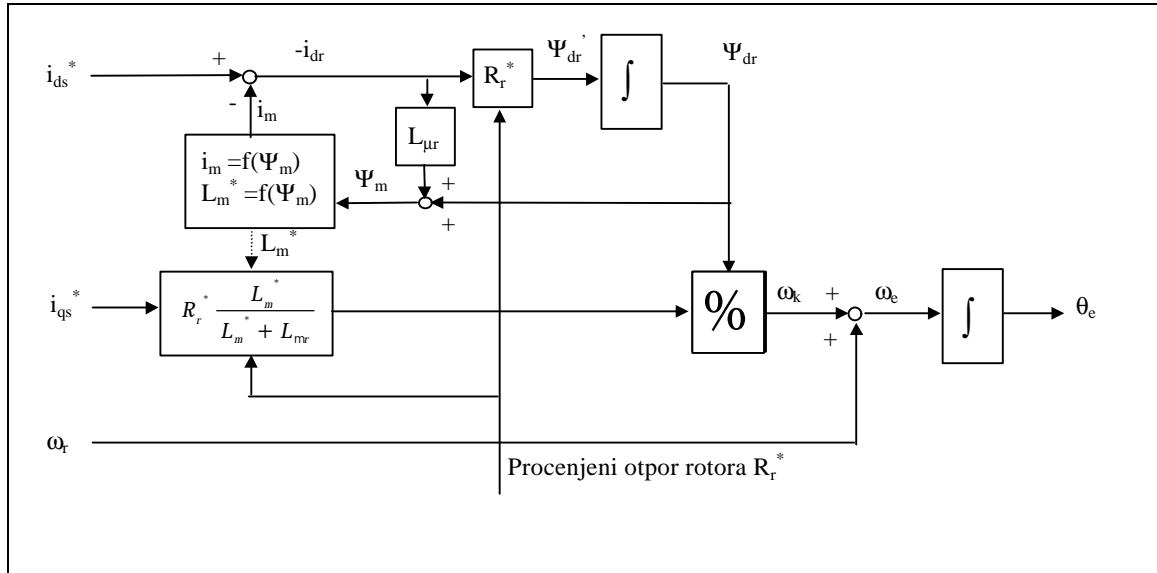 -i_dr
Ψ_dr'
Ψ_dr
i_ds*
+
R_r*
∫
-
i_m
L_μr
i_m =f(Ψ_m)
L_m* =f(Ψ_m)
Ψ_m
+
+
L_m*
i_qs*
R_r* L_m* / (L_m* + L_mr)
%
ω_k
+
+
ω_e
∫
θ_e
ω_r
Procenjeni otpor rotora R_r*